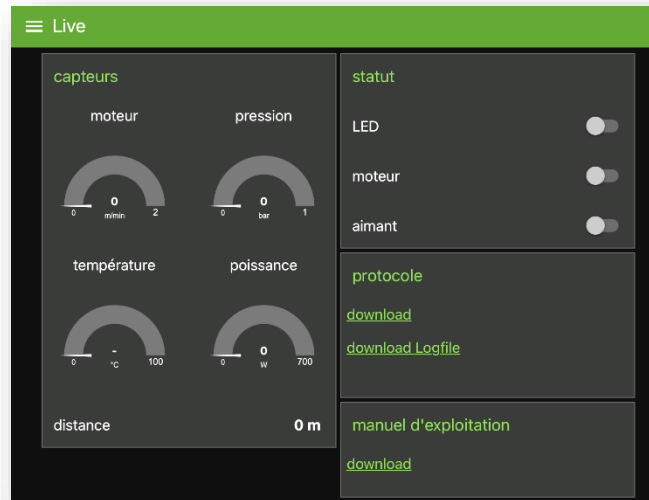 Live
capteurs
moteur
pression
0
0 m/min 2
0
0 bar 1
température
poissance
-
0 °C 100
0
0 W 700
distance 0 m
statut
LED
moteur
aimant
protocole
download
download Logfile
manuel d'exploitation
download